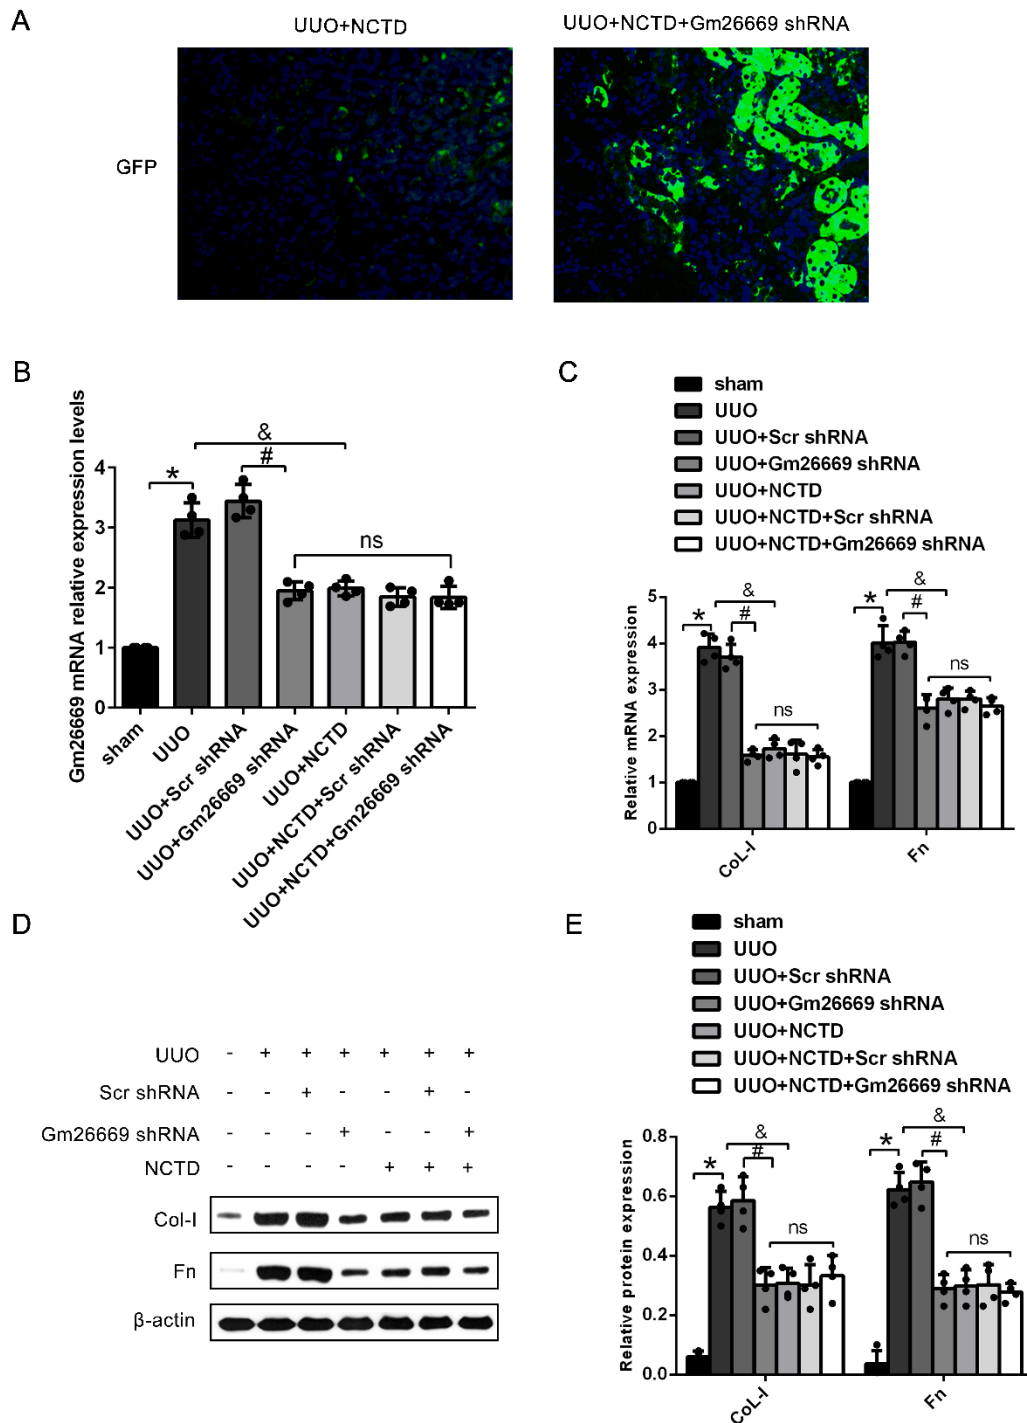 A
UUO+NCTD
UUO+NCTD+Gm26669 shRNA
GFP
B
Gm26669 mRNA relative expression levels
4
3
2
1
0
*
&
#
ns
sham
UUO
UUO+Scr shRNA
UUO+Gm26669 shRNA
UUO+NCTD
UUO+NCTD+Scr shRNA
UUO+NCTD+Gm26669 shRNA
C
sham
UUO
UUO+Scr shRNA
UUO+Gm26669 shRNA
UUO+NCTD
UUO+NCTD+Scr shRNA
UUO+NCTD+Gm26669 shRNA
Relative mRNA expression
5
4
3
2
1
0
* & # ns
* & # ns
CoL-I
Fn
D
UUO - + + + + + +
Scr shRNA - - + - - + -
Gm26669 shRNA - - - + - - +
NCTD - - - - + + +
Col-I
Fn
β-actin
E
sham
UUO
UUO+Scr shRNA
UUO+Gm26669 shRNA
UUO+NCTD
UUO+NCTD+Scr shRNA
UUO+NCTD+Gm26669 shRNA
Relative protein expression
0.8
0.6
0.4
0.2
0.0
* & # ns
* & # ns
CoL-I
Fn